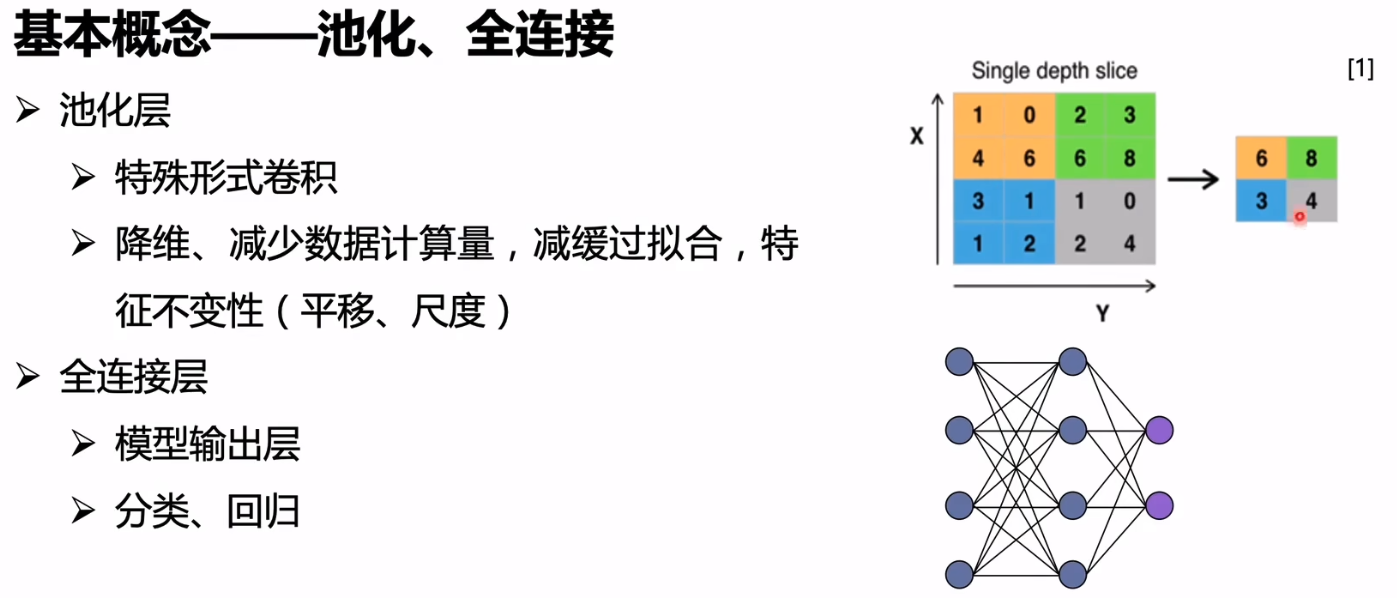 基本概念——池化、全连接
➢ 池化层
➢ 特殊形式卷积
➢ 降维、减少数据计算量，减缓过拟合，特
征不变性（平移、尺度）
➢ 全连接层
➢ 模型输出层
➢ 分类、回归
[1]
Single depth slice
X
1 0 2 3
4 6 6 8
3 1 1 0
1 2 2 4
Y
6 8
3 4